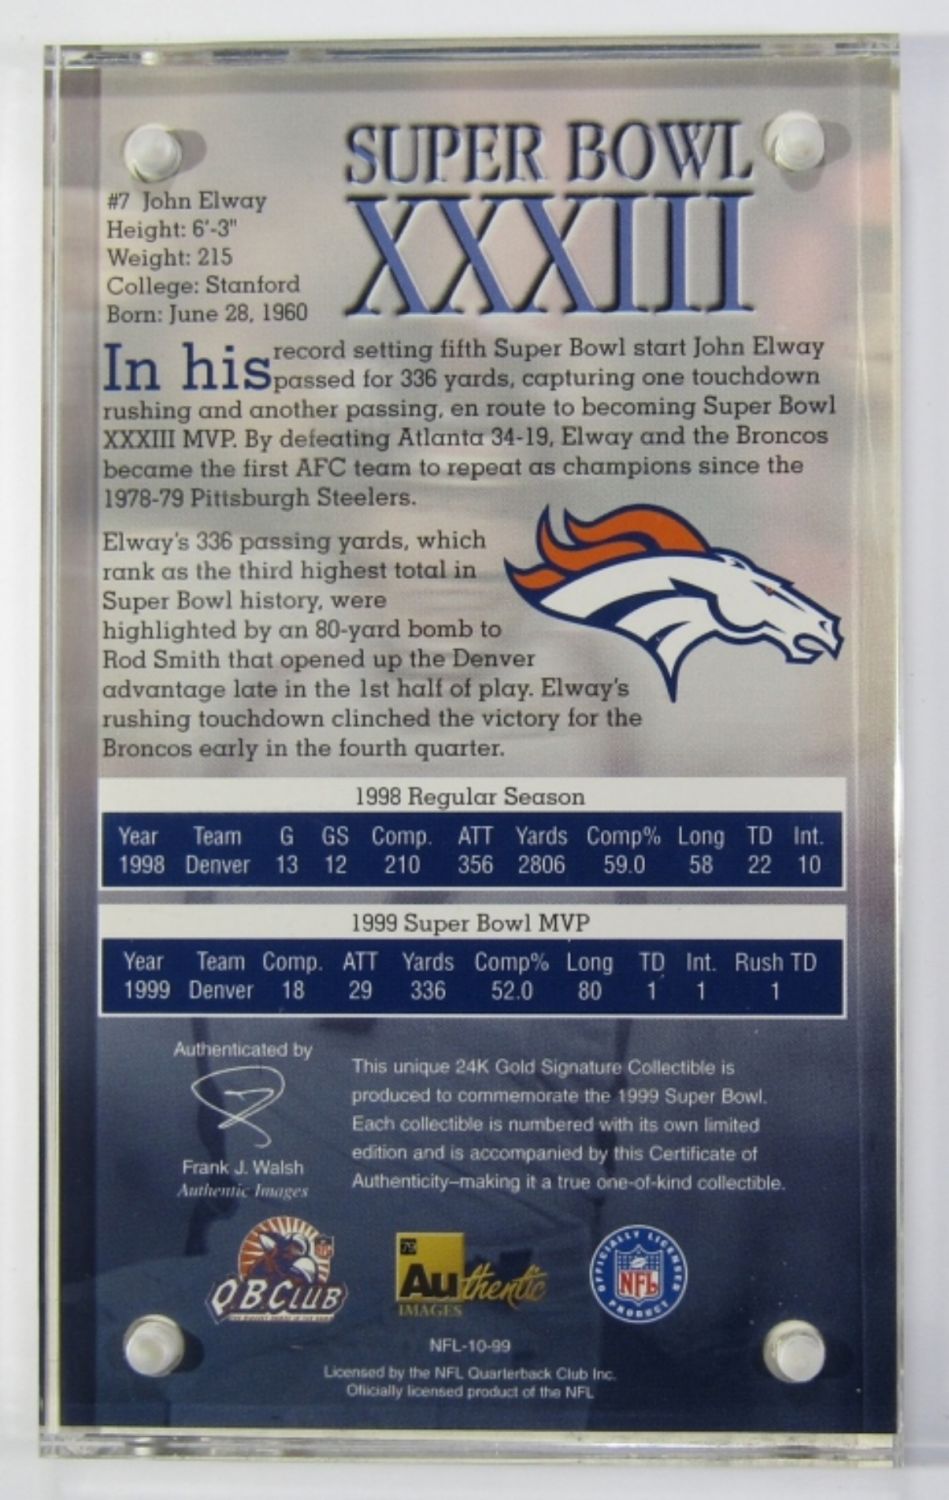 SUPER BOWL
XXXIII
#7 John Elway
Height: 6'-3"
Weight: 215
College: Stanford
Born: June 28, 1960
In his record setting fifth Super Bowl start John Elway
passed for 336 yards, capturing one touchdown
rushing and another passing, en route to becoming Super Bowl
XXXIII MVP. By defeating Atlanta 34-19, Elway and the Broncos
became the first AFC team to repeat as champions since the
1978-79 Pittsburgh Steelers.
Elway's 336 passing yards, which
rank as the third highest total in
Super Bowl history, were
highlighted by an 80-yard bomb to
Rod Smith that opened up the Denver
advantage late in the 1st half of play. Elway's
rushing touchdown clinched the victory for the
Broncos early in the fourth quarter.
1998 Regular Season
Year Team G GS Comp. ATT Yards Comp% Long TD Int.
1998 Denver 13 12 210 356 2806 59.0 58 22 10
1999 Super Bowl MVP
Year Team Comp. ATT Yards Comp% Long TD Int. Rush TD
1999 Denver 18 29 336 52.0 80 1 1 1
Authenticated by
Frank J. Walsh
Authentic Images
This unique 24K Gold Signature Collectible is
produced to commemorate the 1999 Super Bowl.
Each collectible is numbered with its own limited
edition and is accompanied by this Certificate of
Authenticity–making it a true one-of-kind collectible.
NFL
QB CLUB
79
Authentic
IMAGES
OFFICIALLY LICENSED
NFL
PRODUCT
NFL-10-99
Licensed by the NFL Quarterback Club Inc.
Officially licensed product of the NFL